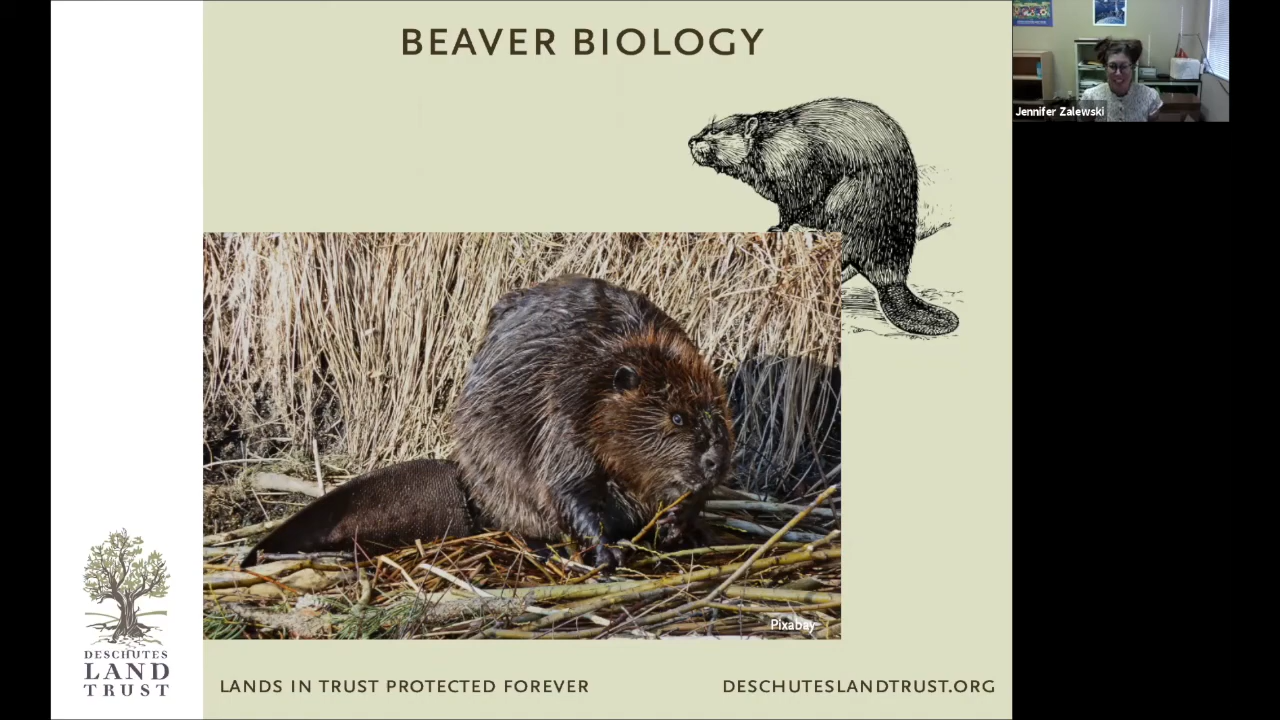 BEAVER BIOLOGY
Jennifer Zalewski
Pixabay
DESCHUTES
LAND
TRUST
LANDS IN TRUST PROTECTED FOREVER
DESCHUTESLANDTRUST.ORG